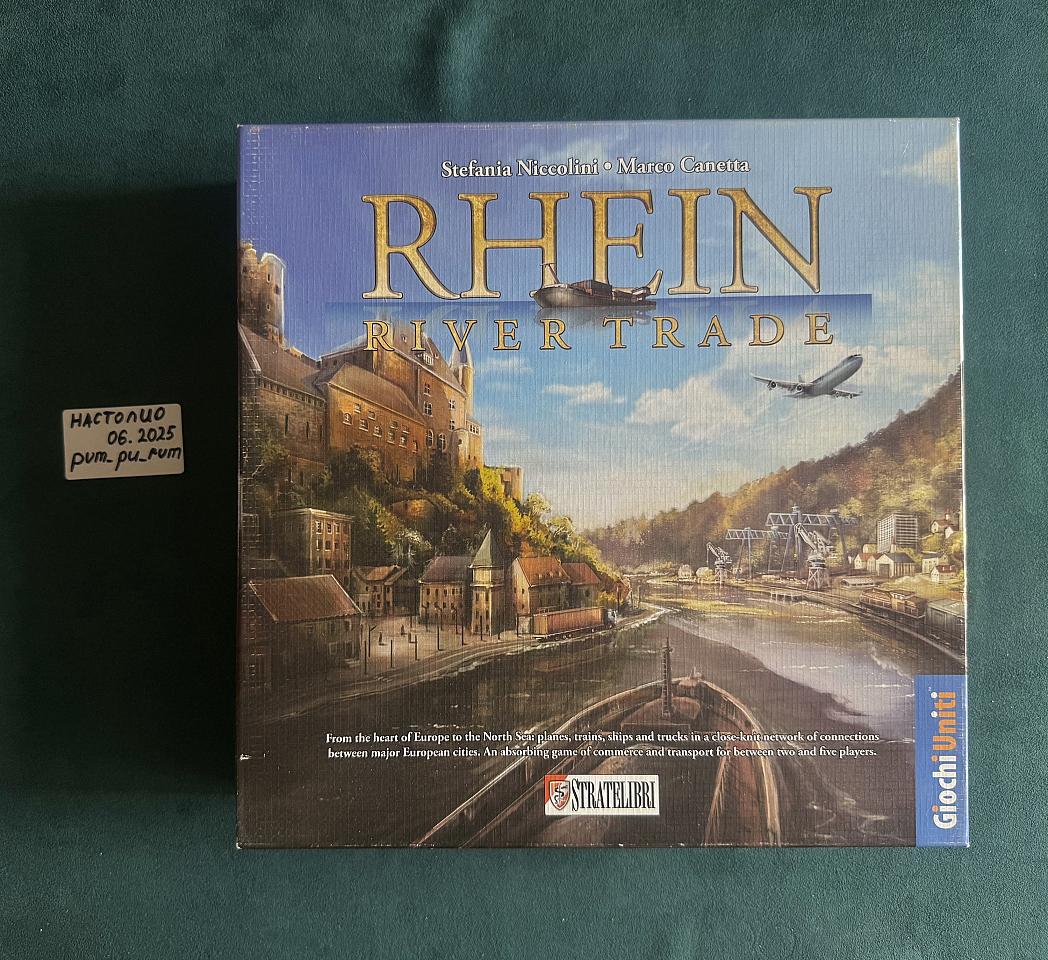 Stefania Niccolini • Marco Canetta
RHEIN
RIVER TRADE
НАСТОЛИО
06.2025
pum_pu_rum
From the heart of Europe to the North Sea: planes, trains, ships and trucks in a close-knit network of connections
between major European cities. An absorbing game of commerce and transport for between two and five players.
STRATELIBRI
Giochi Uniti